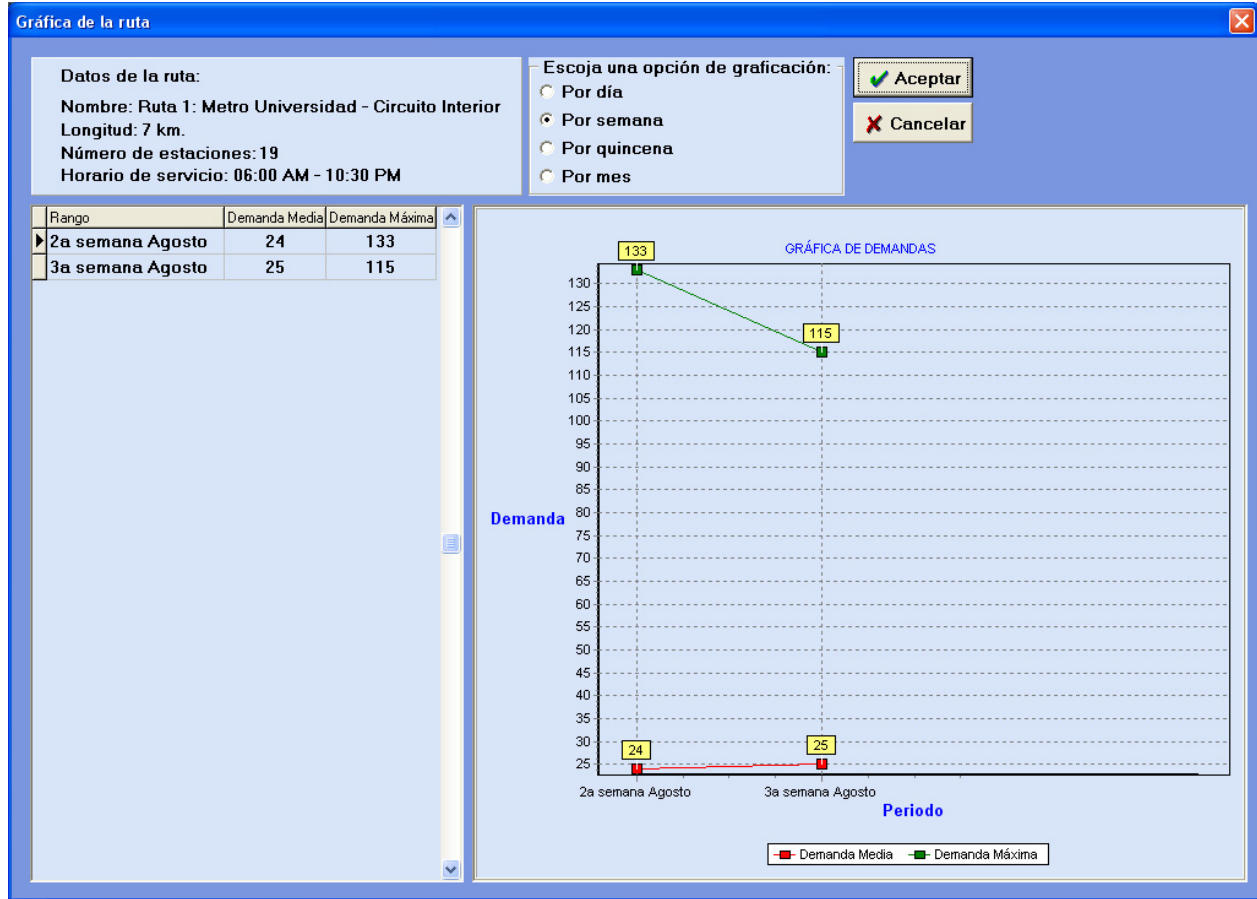 Gráfica de la ruta
Datos de la ruta:
Nombre: Ruta 1: Metro Universidad - Circuito Interior
Longitud: 7 km.
Número de estaciones: 19
Horario de servicio: 06:00 AM - 10:30 PM
Escoja una opción de graficación:
Por día
Por semana
Por quincena
Por mes
Aceptar
Cancelar
Rango Demanda Media Demanda Máxima
2a semana Agosto 24 133
3a semana Agosto 25 115
GRÁFICA DE DEMANDAS
133
115
24
25
130
125
120
115
110
105
100
95
90
85
80
75
70
65
60
55
50
45
40
35
30
25
Demanda
2a semana Agosto 3a semana Agosto
Periodo
Demanda Media Demanda Máxima